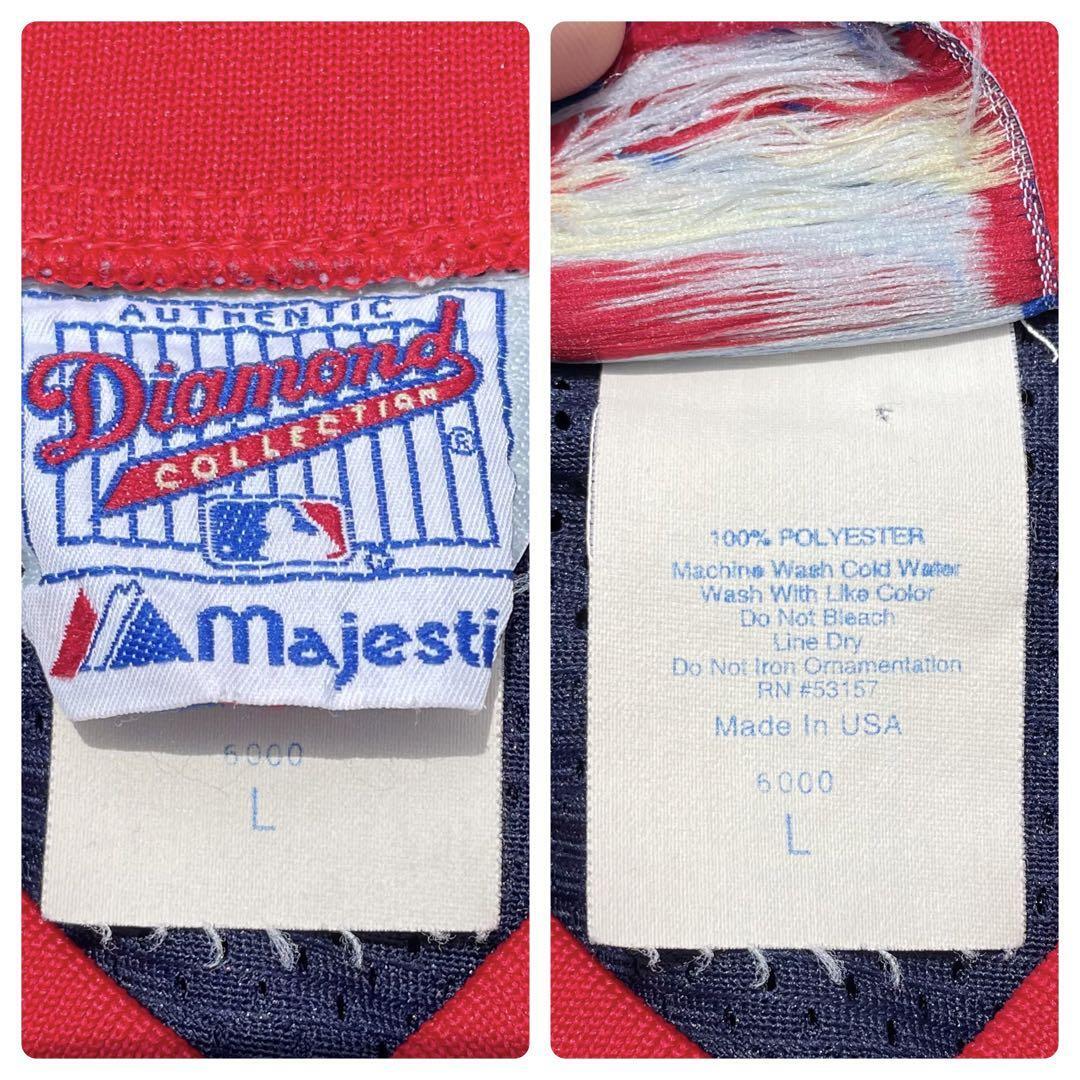 AUTHENTIC
Diamond
COLLECTION
®
Majesti
6000
L
100% POLYESTER
Machine Wash Cold Water
Wash With Like Color
Do Not Bleach
Line Dry
Do Not Iron Ornamentation
RN #53157
Made In USA
6000
L